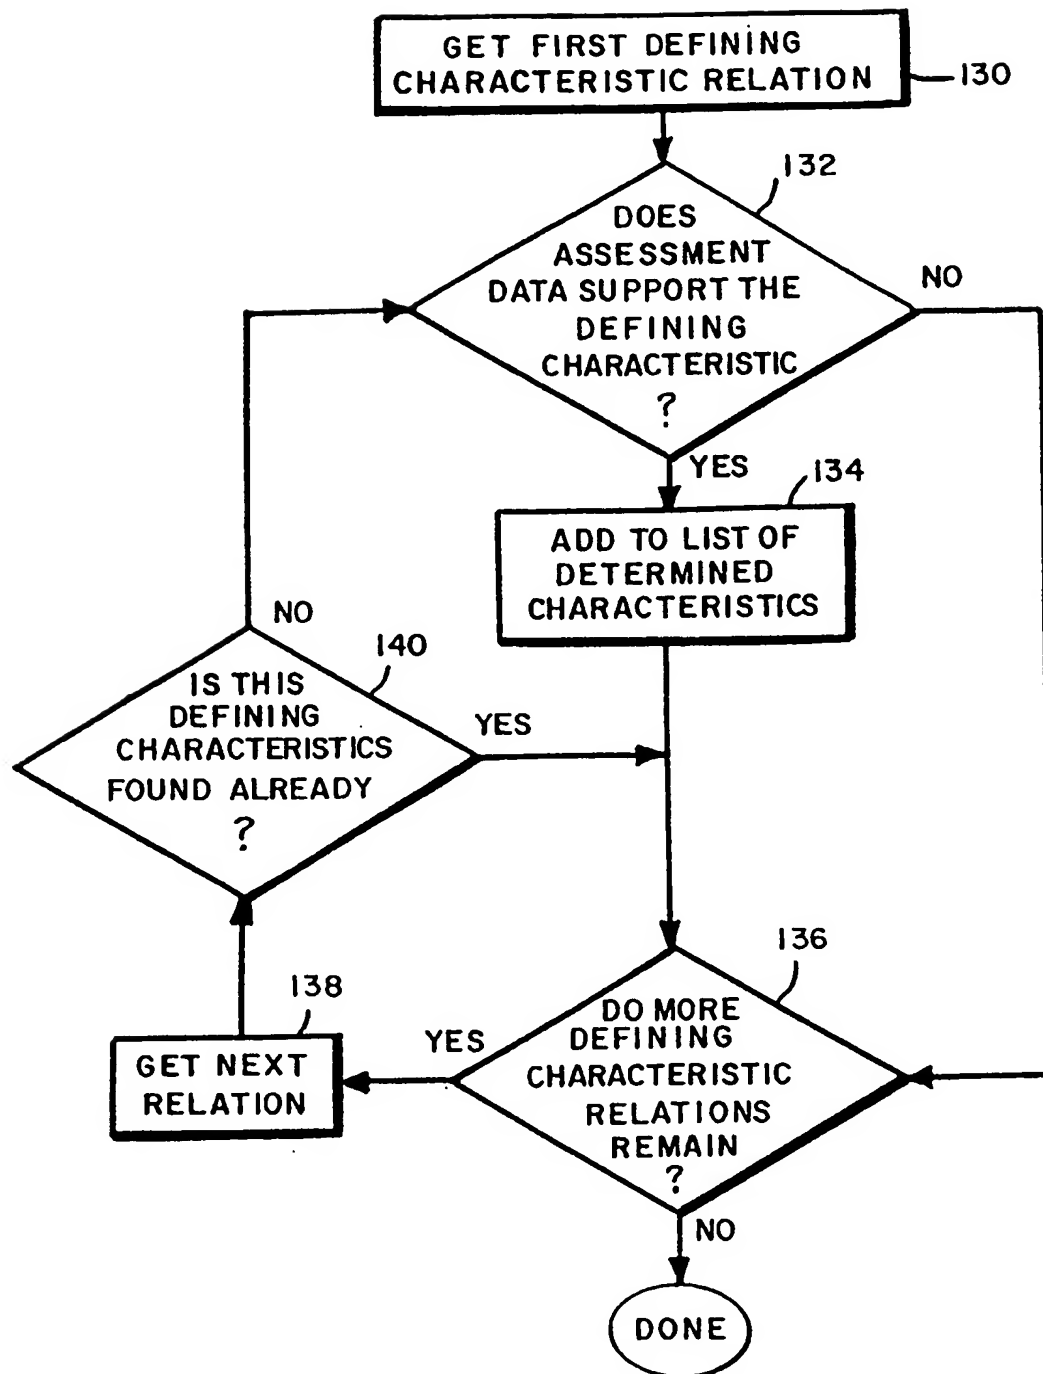 GET FIRST DEFINING
CHARACTERISTIC RELATION
130
132
DOES
ASSESSMENT
DATA SUPPORT THE
DEFINING
CHARACTERISTIC
?
NO
YES
134
ADD TO LIST OF
DETERMINED
CHARACTERISTICS
NO
140
IS THIS
DEFINING
CHARACTERISTICS
FOUND ALREADY
?
YES
136
DO MORE
DEFINING
CHARACTERISTIC
RELATIONS
REMAIN
?
YES
138
GET NEXT
RELATION
NO
DONE